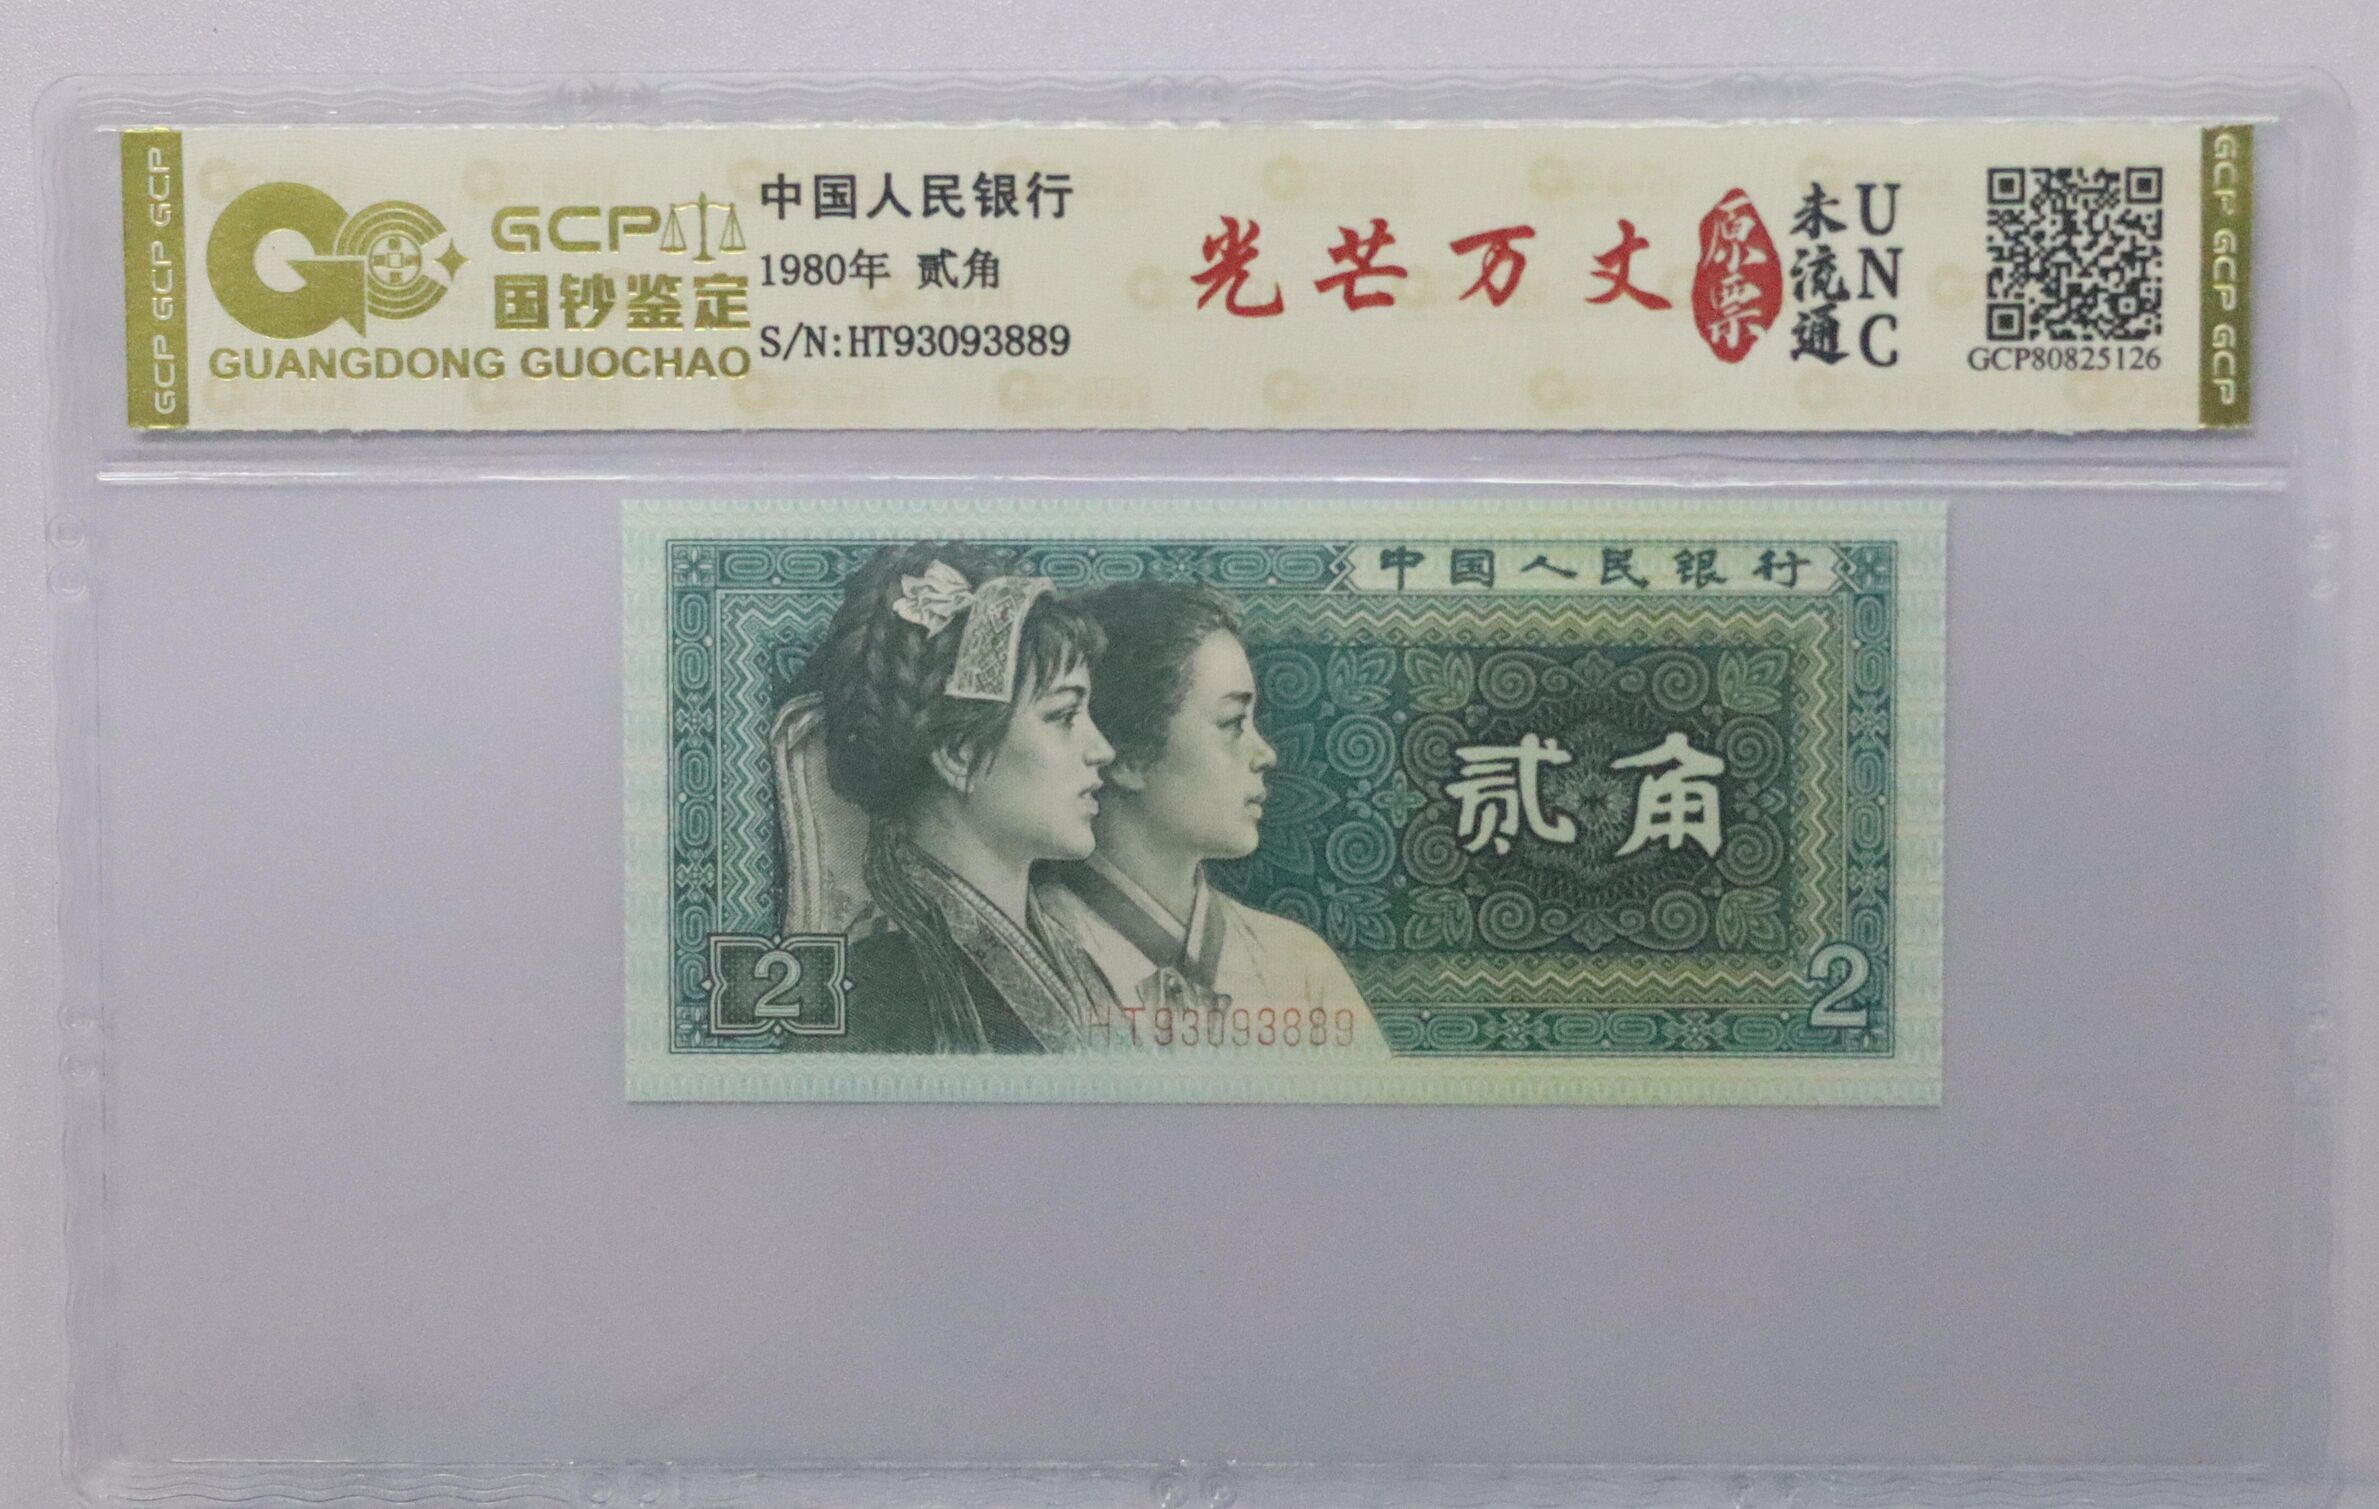 GCP GCP GCP
GCP
国钞鉴定
GUANGDONG GUOCHAO
中国人民银行
1980年 贰角
S/N:HT93093889
光芒万丈
原票
未流通
UNC
GCP80825126
GCP GCP GCP
中国人民银行
贰角
2
2
HT93093889